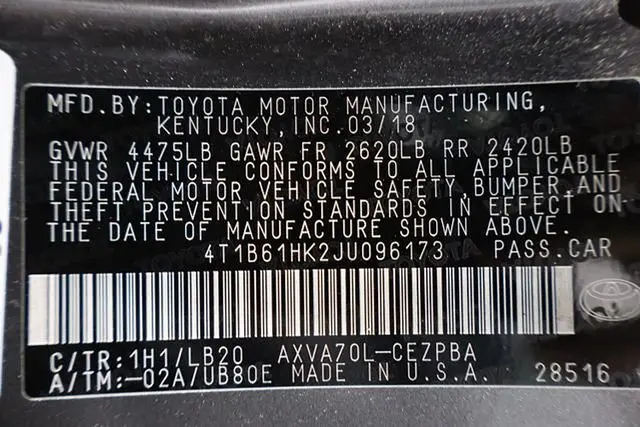 MFD. BY: TOYOTA MOTOR MANUFACTURING,
KENTUCKY, INC. 03/18
GVWR 4475LB GAWR FR 2620LB RR 2420LB
THIS VEHICLE CONFORMS TO ALL APPLICABLE
FEDERAL MOTOR VEHICLE SAFETY, BUMPER, AND
THEFT PREVENTION STANDARDS IN EFFECT ON
THE DATE OF MANUFACTURE SHOWN ABOVE.
4T1B61HK2JU096173 PASS. CAR
C/TR: 1H1/LB20 AXVA70L-CEZPBA
A/TM: -02A/UB80E MADE IN U.S.A. 28516